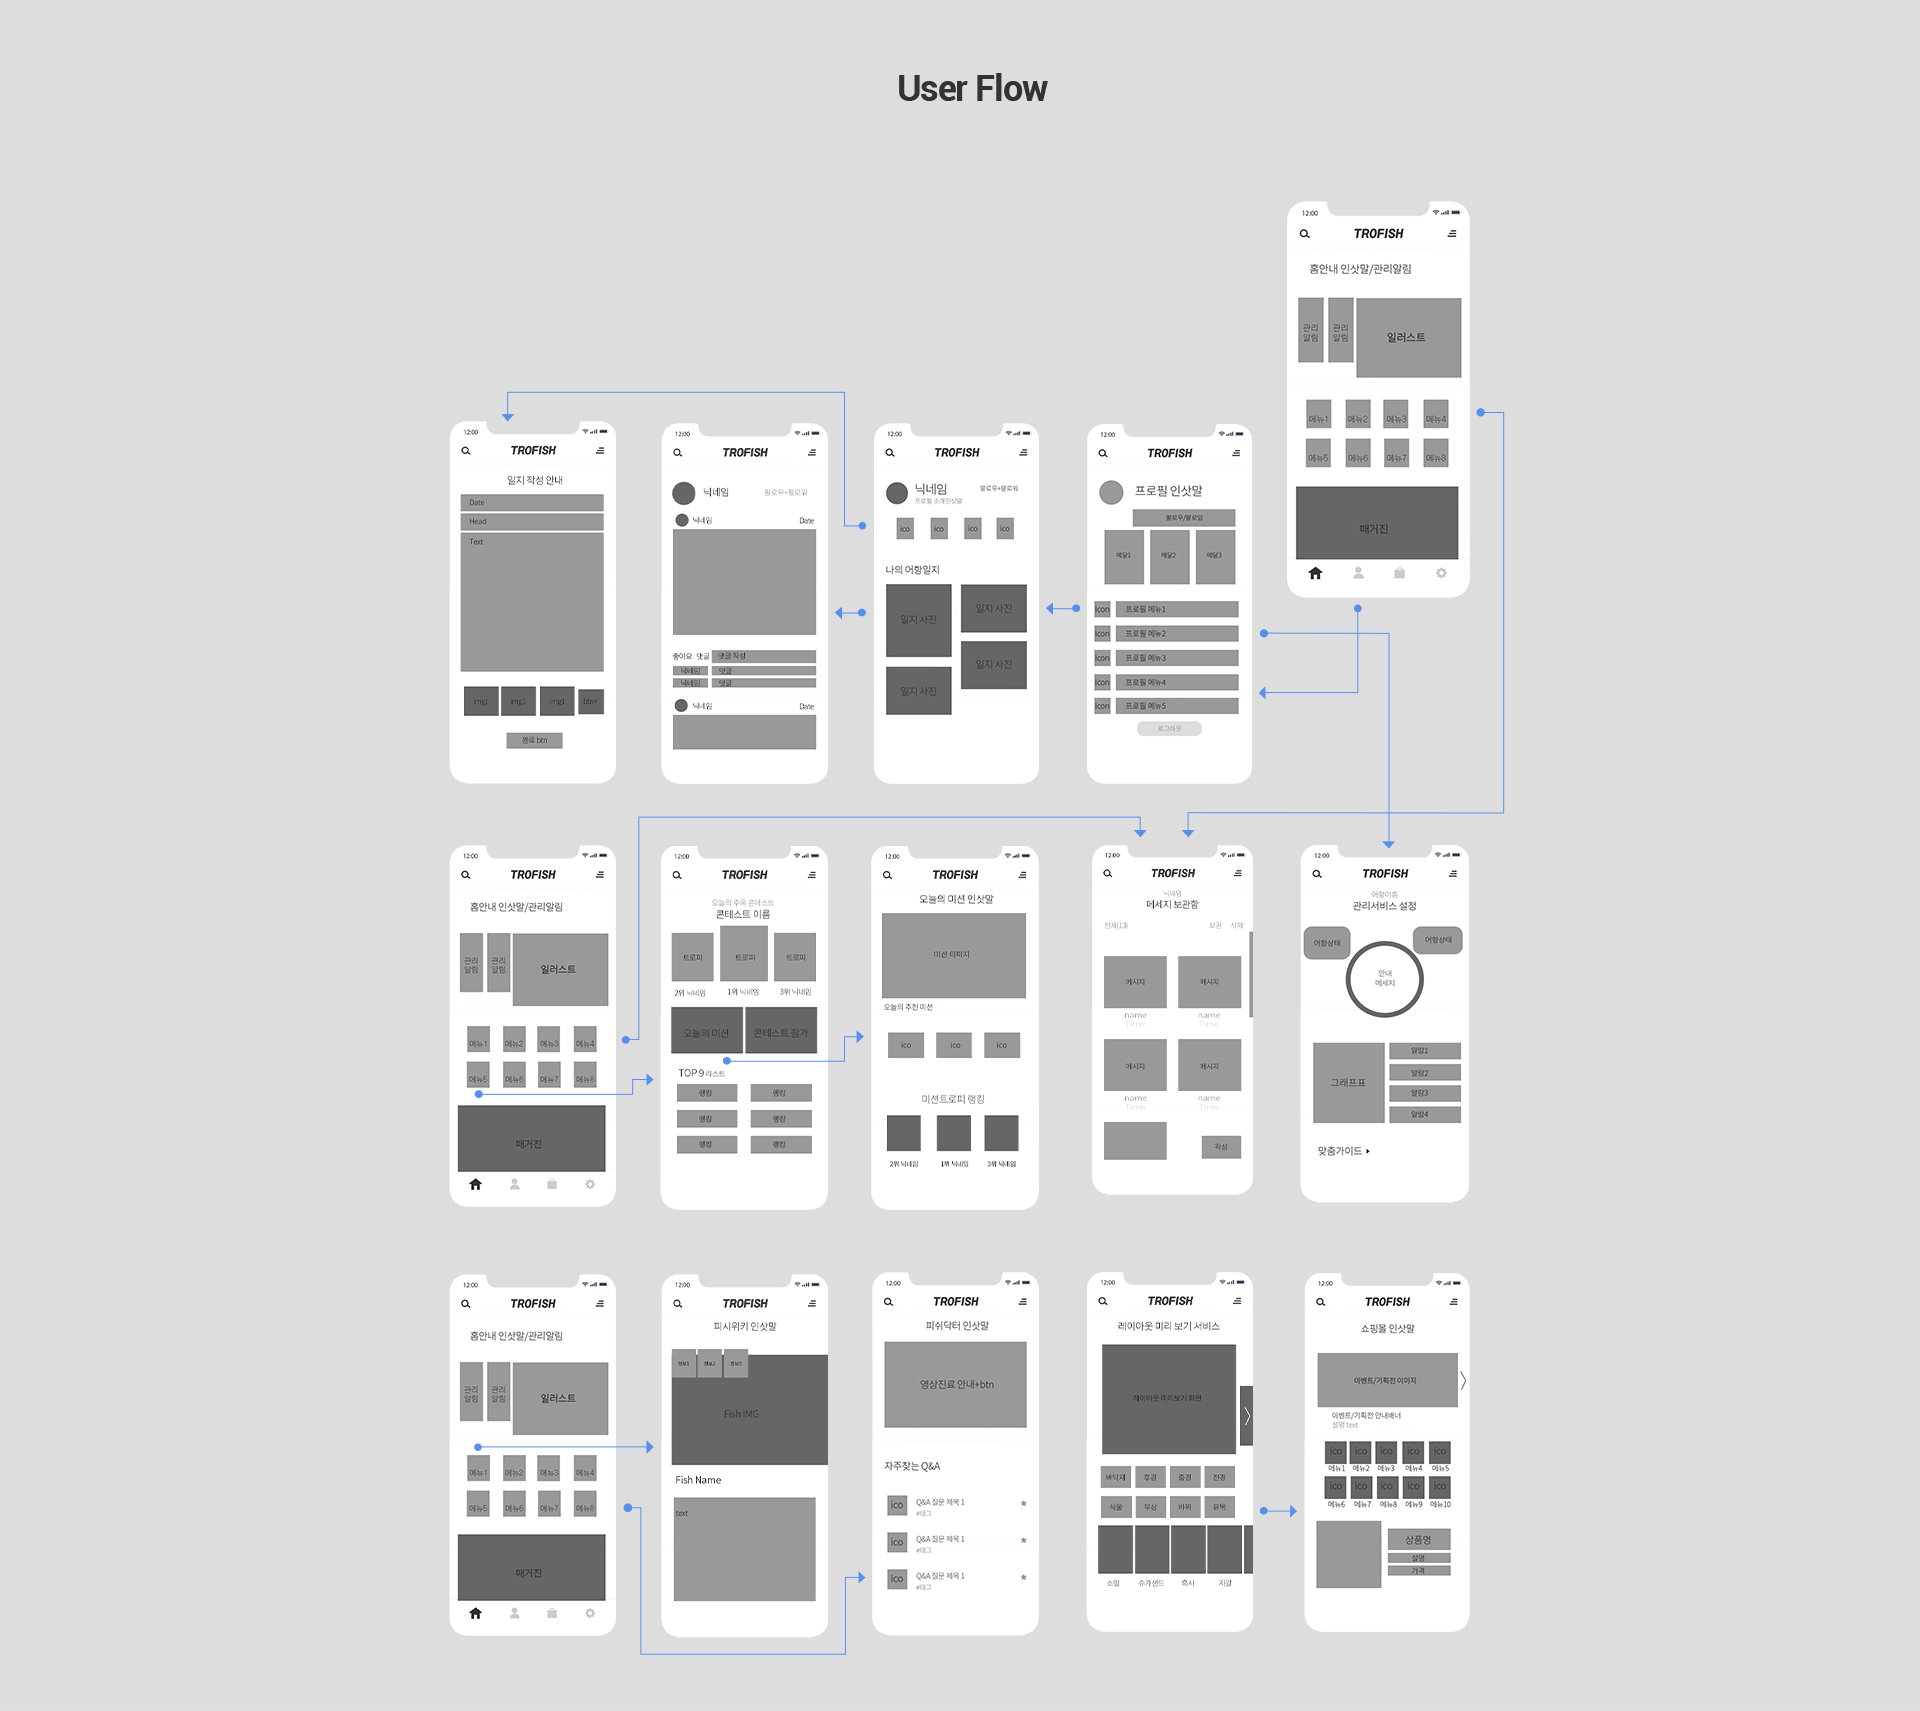 User Flow
12:00
TROFISH
홈안내 인삿말/관리알림
관리
알림
관리
알림
일러스트
메뉴1
메뉴2
메뉴3
메뉴4
메뉴5
메뉴6
메뉴7
메뉴8
매거진
12:00
TROFISH
일지 작성 안내
Date
Head
Text
img1
img1
img1
btn+
완료 btn
12:00
TROFISH
닉네임
팔로우+팔로워
닉네임
Date
좋아요 댓글
댓글 작성
닉네임
댓글
닉네임
댓글
닉네임
Date
12:00
TROFISH
닉네임
팔로우+팔로워
프로필 소개인삿말
ico
ico
ico
ico
나의 어항일지
일지 사진
일지 사진
일지 사진
일지 사진
12:00
TROFISH
프로필 인삿말
팔로우/팔로잉
메달1
메달2
메달3
icon
프로필 메뉴1
icon
프로필 메뉴2
icon
프로필 메뉴3
icon
프로필 메뉴4
icon
프로필 메뉴5
로그아웃
12:00
TROFISH
홈안내 인삿말/관리알림
관리
알림
관리
알림
일러스트
메뉴1
메뉴2
메뉴3
메뉴4
메뉴5
메뉴6
메뉴7
메뉴8
매거진
12:00
TROFISH
오늘의 주목 콘테스트
콘테스트 이름
트로피
트로피
트로피
2위 닉네임
1위 닉네임
3위 닉네임
오늘의 미션
콘테스트 참가
TOP 9 리스트
랭킹
랭킹
랭킹
랭킹
랭킹
랭킹
12:00
TROFISH
오늘의 미션 인삿말
미션 이미지
오늘의 추천 미션
ico
ico
ico
미션트로피 랭킹
2위 닉네임
1위 닉네임
3위 닉네임
12:00
TROFISH
닉네임
메세지 보관함
전체(13)
보관
삭제
메시지
메시지
name
Time
name
Time
메시지
메시지
name
Time
name
Time
작성
12:00
TROFISH
어항이름
관리서비스 설정
어항상태
어항상태
안내
메세지
그래프표
알람1
알람2
알람3
알람4
맞춤가이드
12:00
TROFISH
홈안내 인삿말/관리알림
관리
알림
관리
알림
일러스트
메뉴1
메뉴2
메뉴3
메뉴4
메뉴5
메뉴6
메뉴7
메뉴8
매거진
12:00
TROFISH
피시위키 인삿말
Fish IMG
Fish Name
text
12:00
TROFISH
피쉬닥터 인삿말
영상진료 안내+btn
자주찾는 Q&A
ico
Q&A 질문 제목 1
#태그
ico
Q&A 질문 제목 1
#태그
ico
Q&A 질문 제목 1
#태그
12:00
TROFISH
레이아웃 미리 보기 서비스
레이아웃 미리보기 화면
바닥재
후경
중경
전경
식물
부상
바위
유목
소일
슈가샌드
흑사
자갈
12:00
TROFISH
쇼핑몰 인삿말
이벤트/기획전 이미지
이벤트/기획전 안내배너
설명 text
ico
ico
ico
ico
ico
메뉴1
메뉴2
메뉴3
메뉴4
메뉴5
ico
ico
ico
ico
ico
메뉴6
메뉴7
메뉴8
메뉴9
메뉴10
상품명
설명
가격